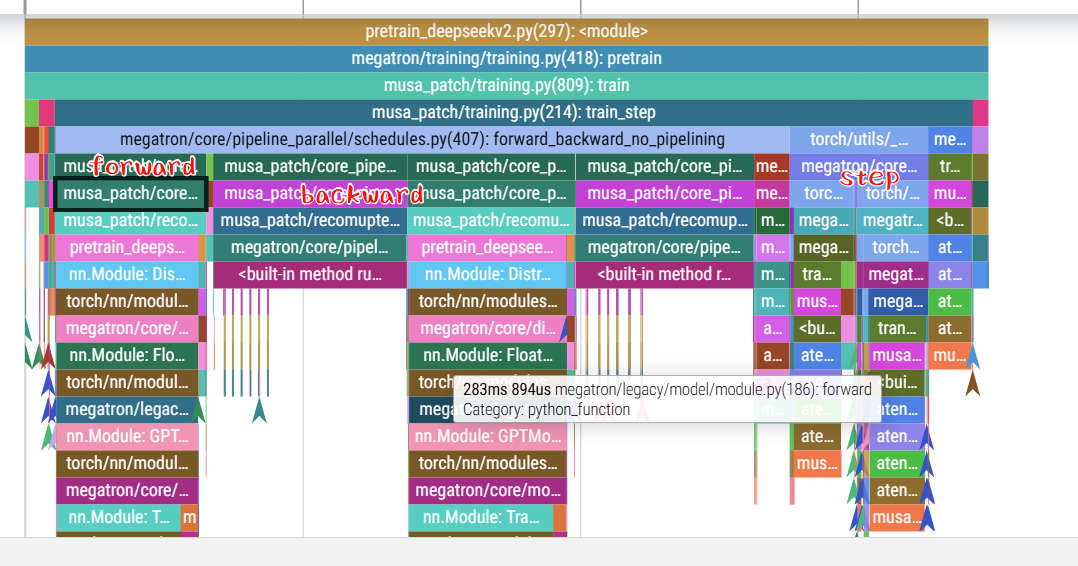 pretrain_deepseekv2.py(297): <module>
megatron/training/training.py(418): pretrain
musa_patch/training.py(809): train
musa_patch/training.py(214): train_step
megatron/core/pipeline_parallel/schedules.py(407): forward_backward_no_pipelining torch/utils/_... me...
forward musa_patch/core_pipe... musa_patch/core_p... musa_patch/core_pi... me... megatron/core... tr...
musa_patch/core... musa_patch/core_p... musa_patch/core_pi... me... torc... torch/... mu...
backward
step
musa_patch/reco... musa_patch/recompute... musa_patch/recomu... musa_patch/recomup... m... mega... megatr... <b...
pretrain_deeps... megatron/core/pipel... pretrain_deepsee... megatron/core/pipe... m... mega... torch... at...
nn.Module: Dis... <built-in method ru... nn.Module: Distr... <built-in method r... m... tra... megat... at...
torch/nn/modul... torch/nn/modules... m... mus... mega... at...
megatron/core/... megatron/core/di... a... <bu... tran... at...
nn.Module: Flo... nn.Module: Float... a... ate... musa... mu...
torch/nn/modul... torch
283ms 894us megatron/legacy/model/module.py(186): forward
Category: python_function
megatron/legac... mega ate... aten...
nn.Module: GPT... nn.Module: GPTMo... ate... aten...
torch/nn/modul... torch/nn/modules... mus... aten...
megatron/core/... megatron/core/mo... aten...
nn.Module: T... m nn.Module: Tra... musa...